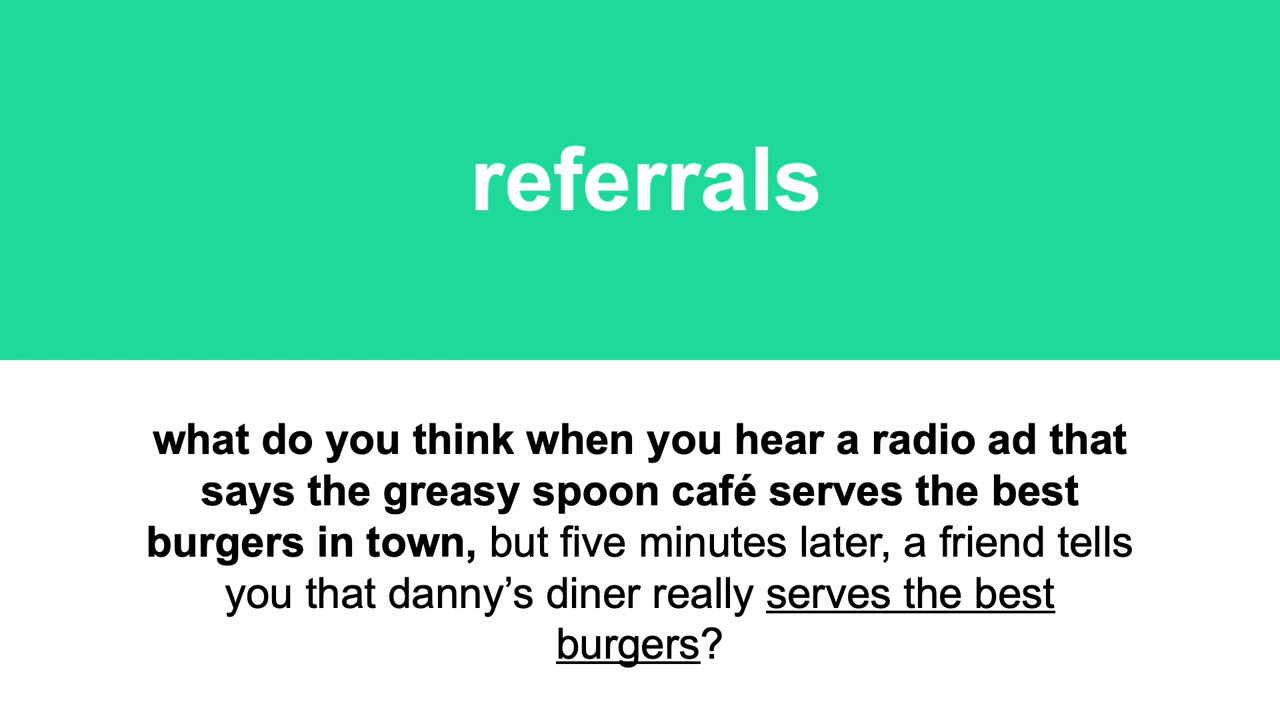 referrals
what do you think when you hear a radio ad that
says the greasy spoon café serves the best
burgers in town, but five minutes later, a friend tells
you that danny’s diner really serves the best
burgers?